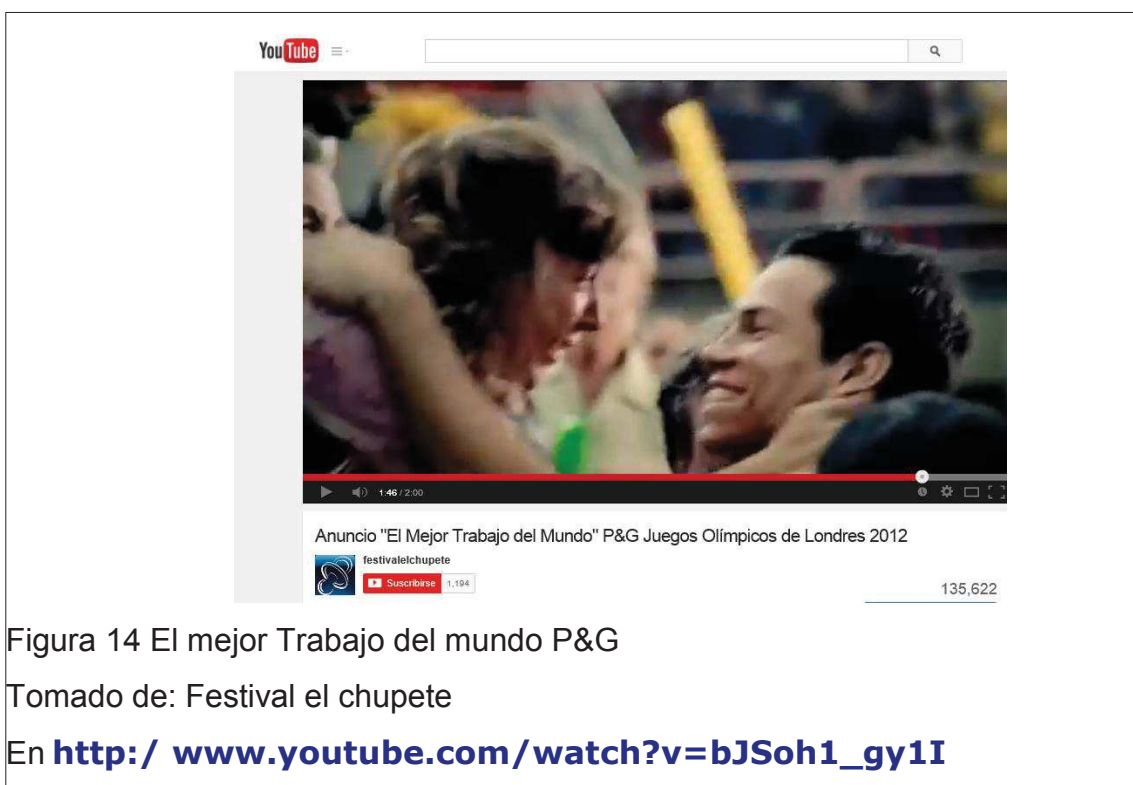 YouTube
1:46 / 2:00
Anuncio "El Mejor Trabajo del Mundo" P&G Juegos Olímpicos de Londres 2012
festivalelchupete
Suscribirse 1,194
135,622
Figura 14 El mejor Trabajo del mundo P&G
Tomado de: Festival el chupete
En http:/ www.youtube.com/watch?v=bJSoh1_gy1I